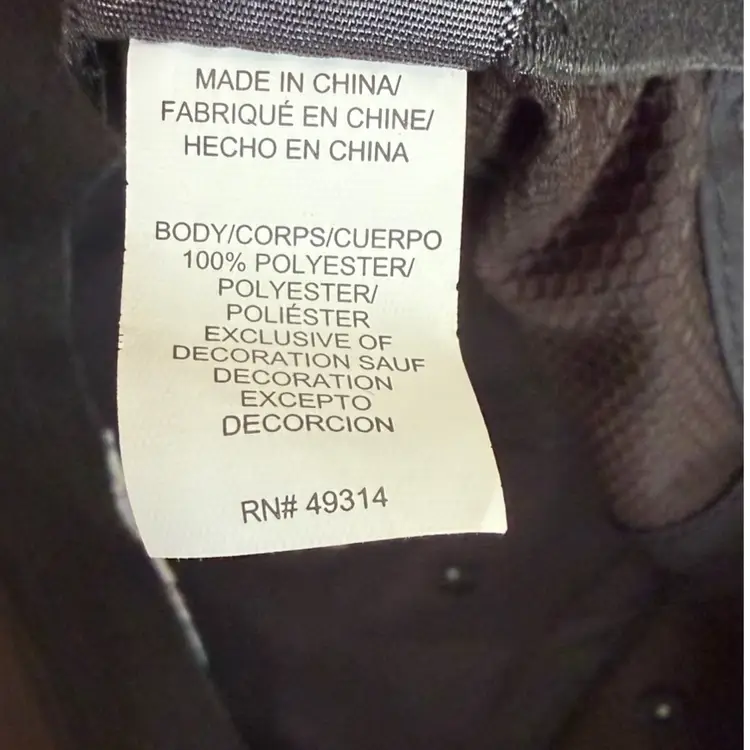 MADE IN CHINA/
FABRIQUÉ EN CHINE/
HECHO EN CHINA
BODY/CORPS/CUERPO
100% POLYESTER/
POLYESTER/
POLIÉSTER
EXCLUSIVE OF
DECORATION SAUF
DECORATION
EXCEPTO
DECORCION
RN# 49314